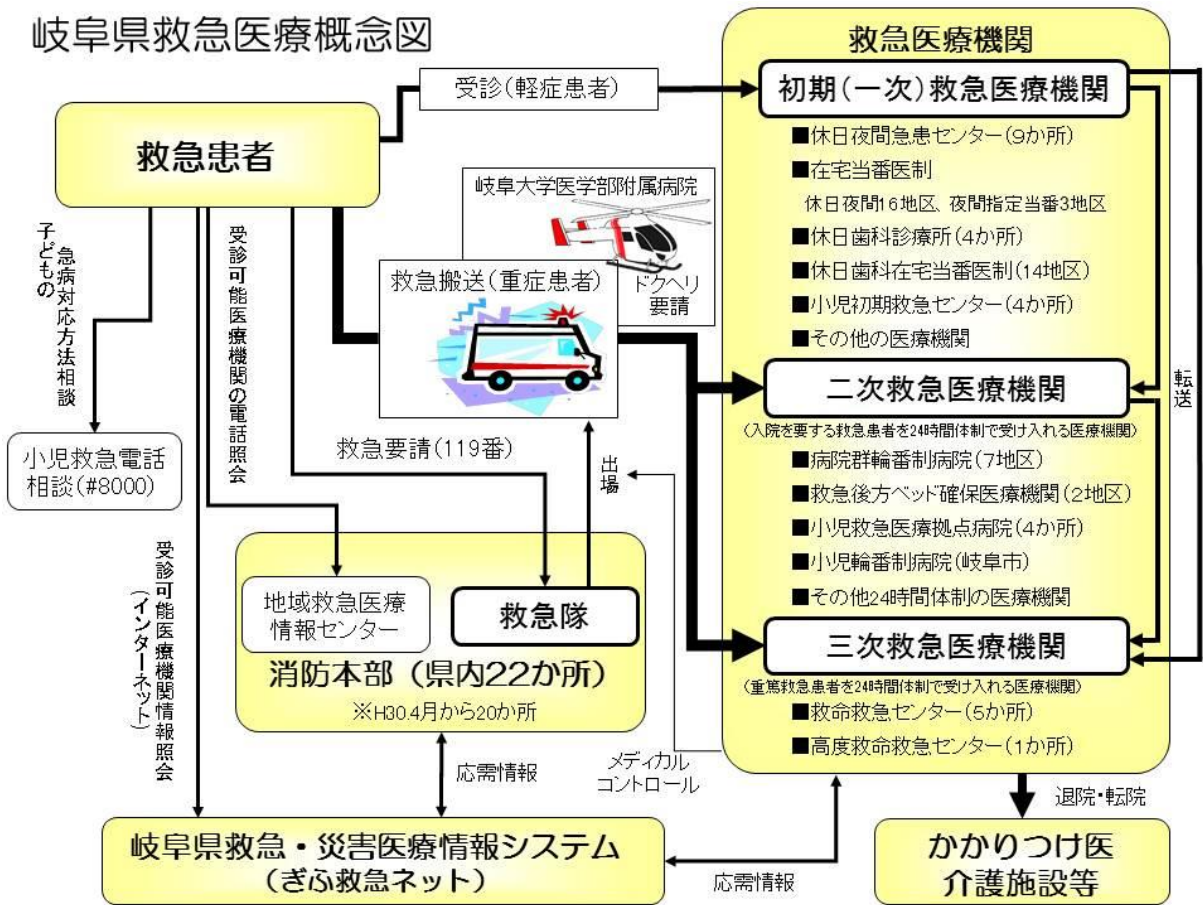 岐阜県救急医療概念図
救急患者
受診(軽症患者)
岐阜大学医学部附属病院
ドクヘリ
要請
救急搬送(重症患者)
子どもの
急病対応方法相談
小児救急電話
相談(#8000)
受診可能医療機関の電話照会
受診可能医療機関情報照会
(インターネット)
救急要請(119番)
出場
地域救急医療
情報センター
救急隊
消防本部(県内22か所)
※H30.4月から20か所
応需情報
メディカル
コントロール
岐阜県救急・災害医療情報システム
(ぎふ救急ネット)
応需情報
救急医療機関
初期(一次)救急医療機関
■休日夜間急患センター(9か所)
■在宅当番医制
休日夜間16地区、夜間指定当番3地区
■休日歯科診療所(4か所)
■休日歯科在宅当番医制(14地区)
■小児初期救急センター(4か所)
■その他の医療機関
二次救急医療機関
(入院を要する救急患者を24時間体制で受け入れる医療機関)
■病院群輪番制病院(7地区)
■救急後方ベッド確保医療機関(2地区)
■小児救急医療拠点病院(4か所)
■小児輪番制病院(岐阜市)
■その他24時間体制の医療機関
三次救急医療機関
(重篤救急患者を24時間体制で受け入れる医療機関)
■救命救急センター(5か所)
■高度救命救急センター(1か所)
転送
退院・転院
かかりつけ医
介護施設等